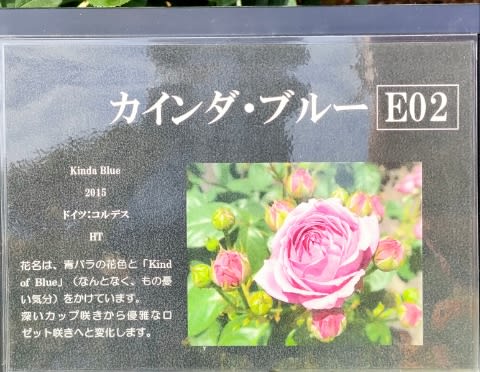 カインダ・ブルー E02
Kinda Blue
2015
ドイツ:コルデス
HT
花名は、青バラの花色と「Kind
of Blue」（なんとなく、もの憂
い気分）をかけています。
深いカップ咲きから優雅なロ
ゼット咲きへと変化します。